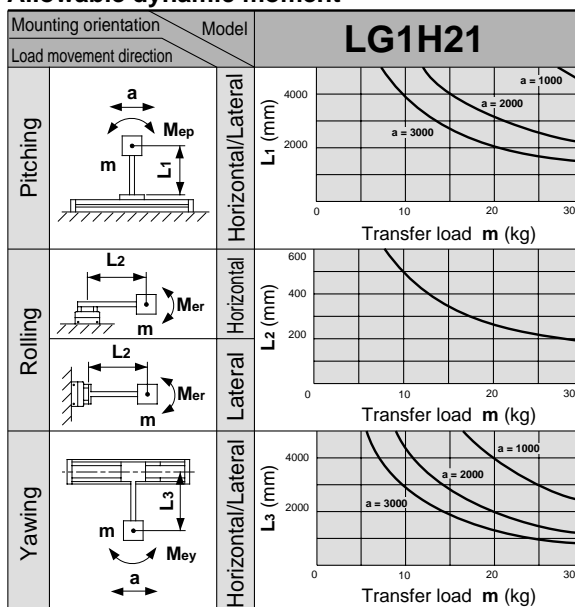 Allowable dynamic moment
Mounting orientation
Model
Load movement direction
LG1H21
Pitching
a
Mep
m
L1
Horizontal/Lateral
L1 (mm)
4000
2000
a = 1000
a = 2000
a = 3000
0
10
20
30
Transfer load m (kg)
Rolling
L2
Mer
m
Horizontal
L2
Mer
m
Lateral
L2 (mm)
600
400
200
0
10
20
30
Transfer load m (kg)
Yawing
L3
m
Mey
a
Horizontal/Lateral
L3 (mm)
4000
2000
a = 1000
a = 2000
a = 3000
0
10
20
30
Transfer load m (kg)